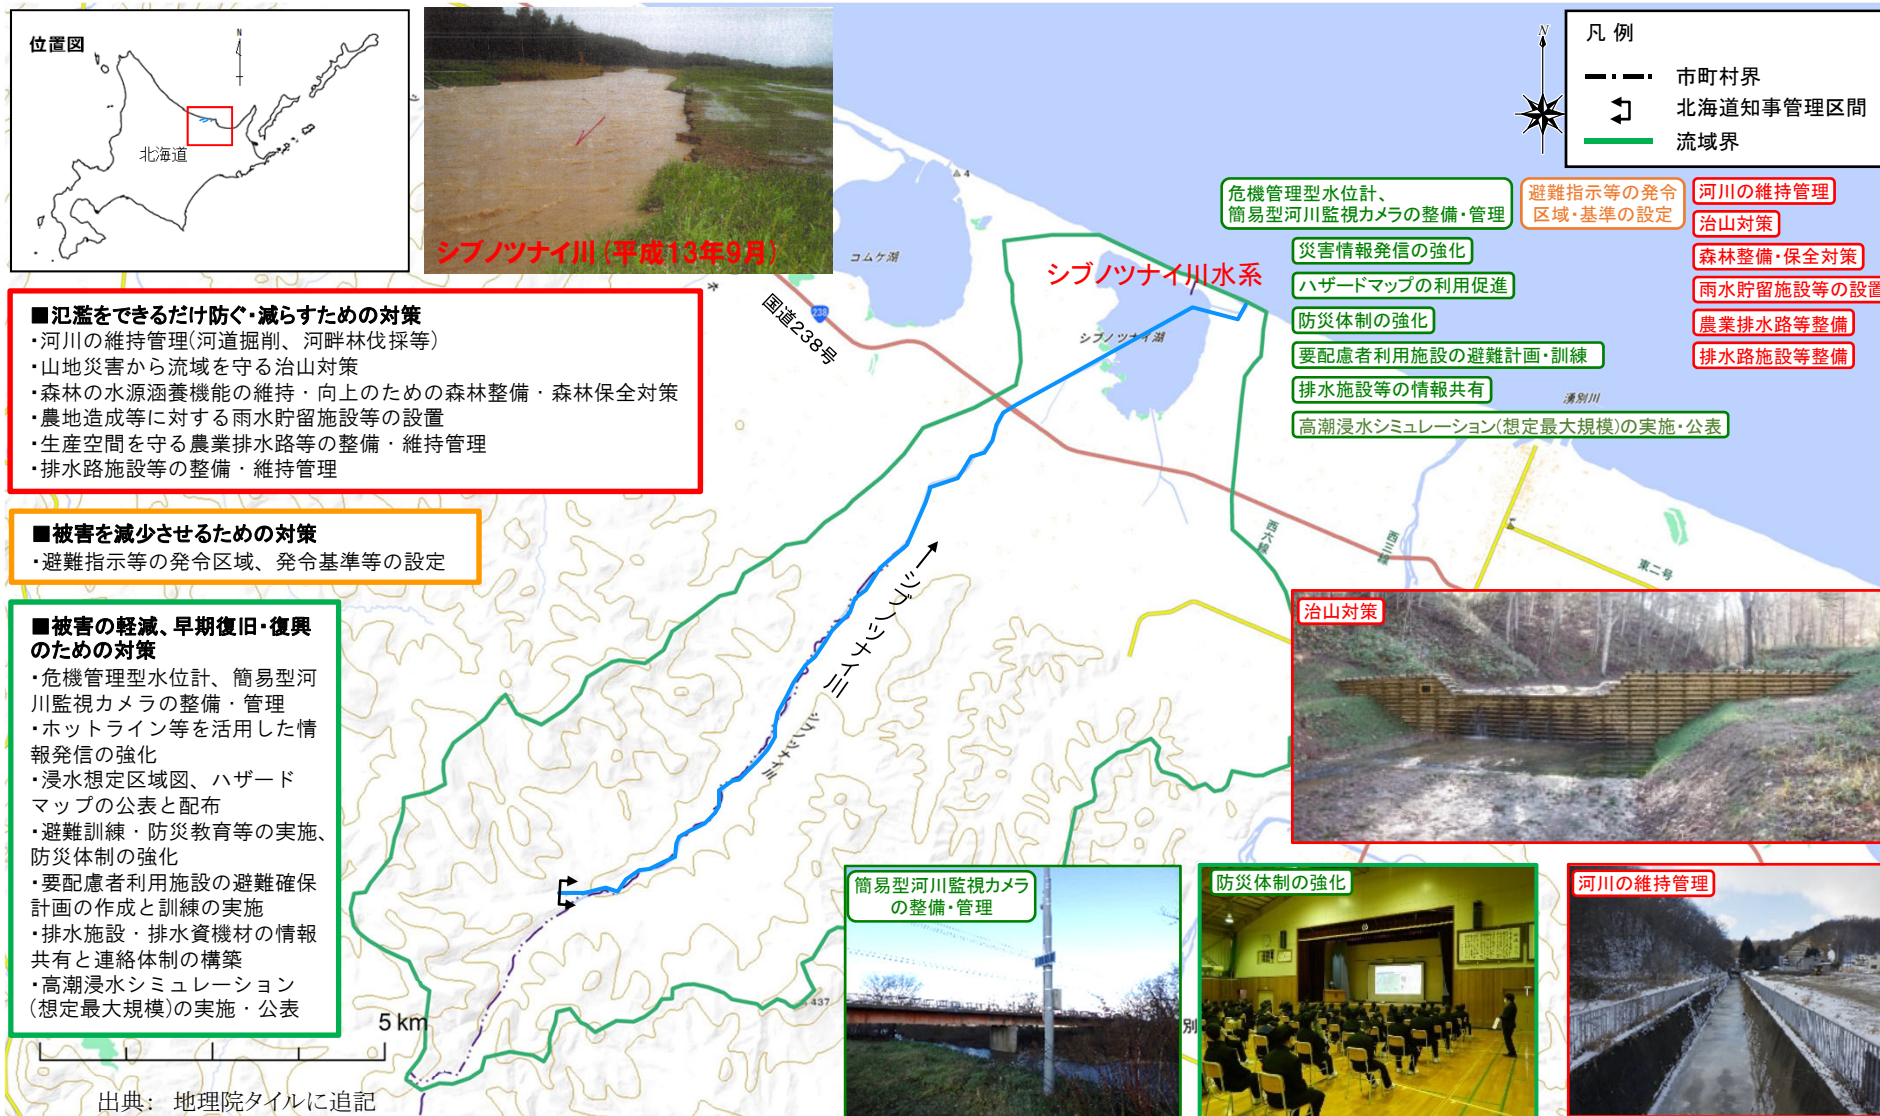 位置図
N
北海道
シブノツナイ川(平成13年9月)
N
凡 例
市町村界
北海道知事管理区間
流域界
危機管理型水位計、
簡易型河川監視カメラの整備・管理
災害情報発信の強化
ハザードマップの利用促進
防災体制の強化
要配慮者利用施設の避難計画・訓練
排水施設等の情報共有
高潮浸水シミュレーション(想定最大規模)の実施・公表
避難指示等の発令
区域・基準の設定
河川の維持管理
治山対策
森林整備・保全対策
雨水貯留施設等の設置
農業排水路等整備
排水路施設等整備
4
コムケ湖
シブノツナイ川水系
シブノツナイ湖
国道238号
238
湧別川
西六線
西三線
東二号
シブノツナイ川
シブノツナイ川
437
別
■氾濫をできるだけ防ぐ・減らすための対策
・河川の維持管理(河道掘削、河畔林伐採等)
・山地災害から流域を守る治山対策
・森林の水源涵養機能の維持・向上のための森林整備・森林保全対策
・農地造成等に対する雨水貯留施設等の設置
・生産空間を守る農業排水路等の整備・維持管理
・排水路施設等の整備・維持管理
■被害を減少させるための対策
・避難指示等の発令区域、発令基準等の設定
■被害の軽減、早期復旧・復興
のための対策
・危機管理型水位計、簡易型河
川監視カメラの整備・管理
・ホットライン等を活用した情
報発信の強化
・浸水想定区域図、ハザード
マップの公表と配布
・避難訓練・防災教育等の実施、
防災体制の強化
・要配慮者利用施設の避難確保
計画の作成と訓練の実施
・排水施設・排水資機材の情報
共有と連絡体制の構築
・高潮浸水シミュレーション
(想定最大規模)の実施・公表
5 km
出典： 地理院タイルに追記
治山対策
簡易型河川監視カメラ
の整備・管理
防災体制の強化
河川の維持管理